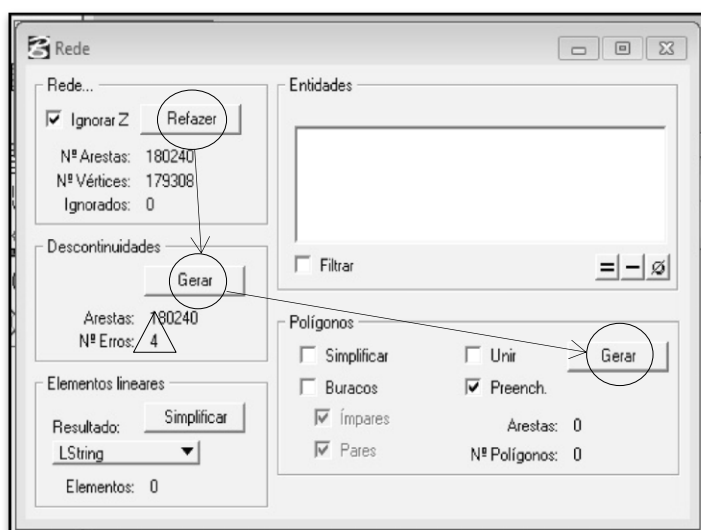 Rede
Rede...
Ignorar Z Refazer
Nº Arestas: 180240
Nº Vértices: 179308
Ignorados: 0
Descontinuidades
Gerar
Arestas: 180240
Nº Erros: 4
Elementos lineares
Resultado: Simplificar
LString
Elementos: 0
Entidades
Filtrar
Polígonos
Simplificar Unir Gerar
Buracos Preench.
Ímpares Arestas: 0
Pares Nº Polígonos: 0